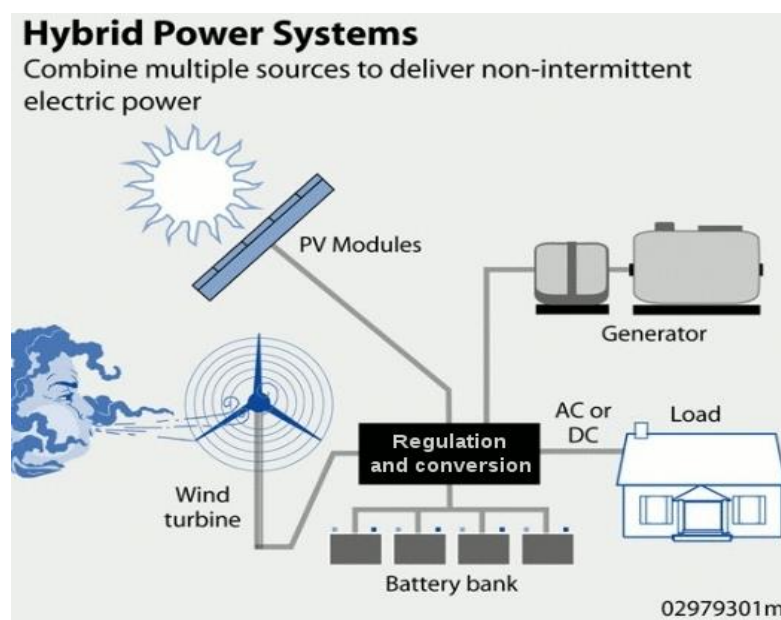 Hybrid Power Systems
Combine multiple sources to deliver non-intermittent
electric power
PV Modules
Generator
AC or
DC
Load
Regulation
and conversion
Wind
turbine
Battery bank
02979301m